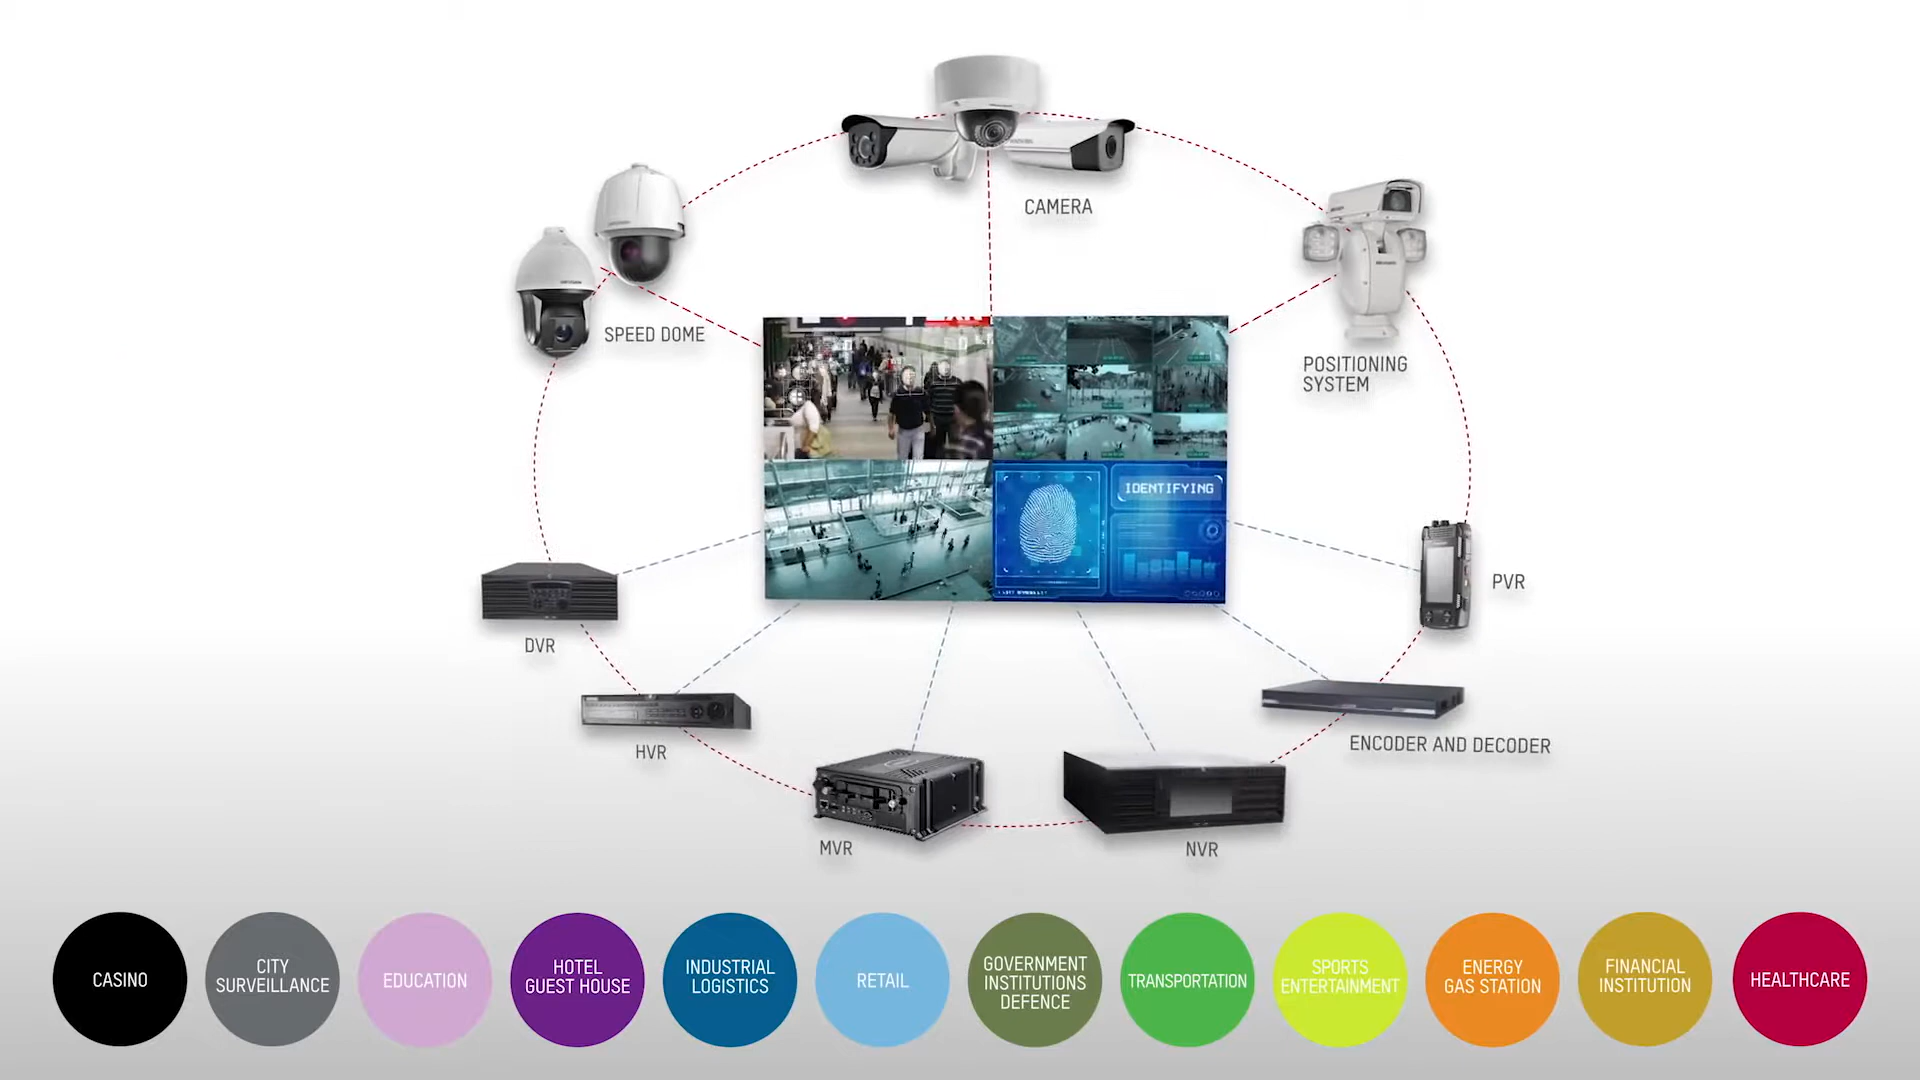 CAMERA
SPEED DOME
POSITIONING
SYSTEM
IDENTIFYING
PVR
DVR
ENCODER AND DECODER
HVR
MVR
NVR
CASINO
CITY
SURVEILLANCE
EDUCATION
HOTEL
GUEST HOUSE
INDUSTRIAL
LOGISTICS
RETAIL
GOVERNMENT
INSTITUTIONS
DEFENCE
TRANSPORTATION
SPORTS
ENTERTAINMENT
ENERGY
GAS STATION
FINANCIAL
INSTITUTION
HEALTHCARE